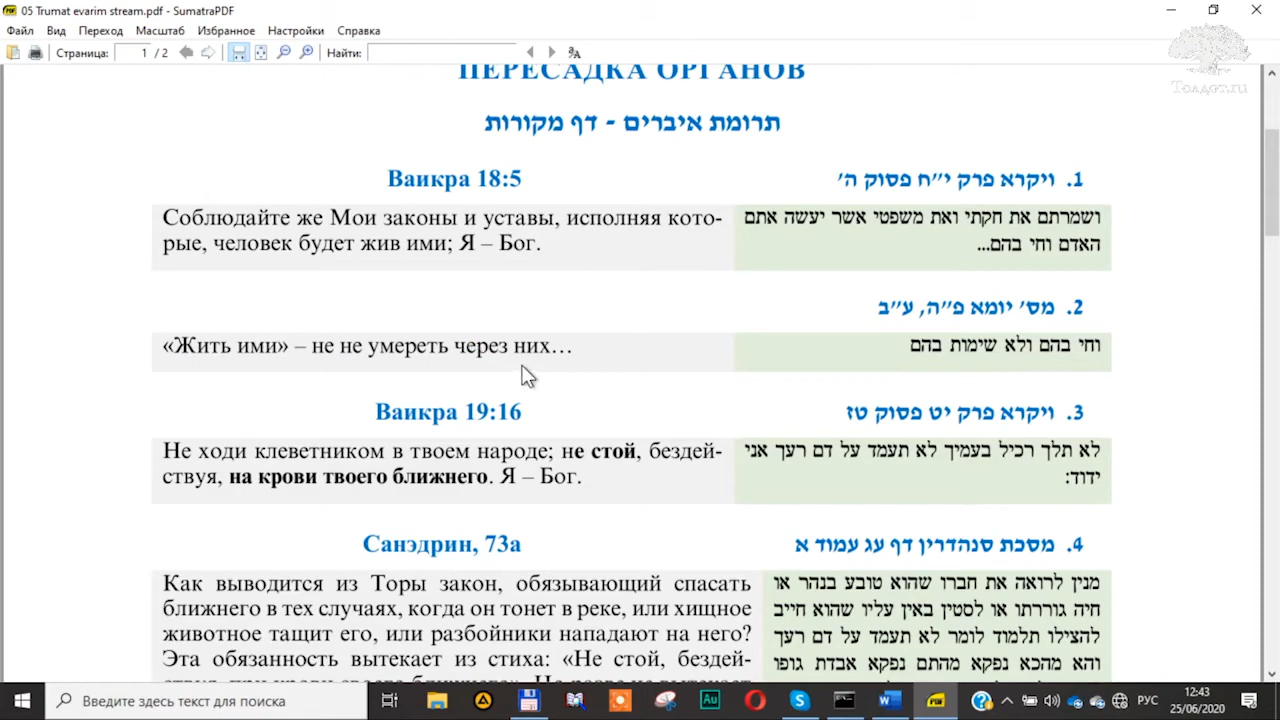 05 Trumat evarim stream.pdf - SumatraPDF
Файл Вид Переход Масштаб Избранное Настройки Справка
Страница: 1 / 2 Найти:
Толдот.ru
ПЕРЕСАДКА ОРГАНОВ
תרומת איברים - דף מקורות
Ваикра 18:5
1. ויקרא פרק י״ח פסוק ה׳
Соблюдайте же Мои законы и уставы, исполняя кото-
рые, человек будет жив ими; Я – Бог.
ושמרתם את חקתי ואת משפטי אשר יעשה אתם
האדם וחי בהם...
2. מס׳ יומא פ״ה, ע״ב
«Жить ими» – не не умереть через них…
וחי בהם ולא שימות בהם
Ваикра 19:16
3. ויקרא פרק יט פסוק טז
Не ходи клеветником в твоем народе; не стой, бездей-
ствуя, на крови твоего ближнего. Я – Бог.
לא תלך רכיל בעמיך לא תעמד על דם רעך אני
ידוד:
Санэдрин, 73а
4. מסכת סנהדרין דף עג עמוד א
Как выводится из Торы закон, обязывающий спасать
ближнего в тех случаях, когда он тонет в реке, или хищное
животное тащит его, или разбойники нападают на него?
Эта обязанность вытекает из стиха: «Не стой, бездей-
מנין לרואה את חברו שהוא טובע בנהר או
חיה גוררתו או לסטין באין עליו שהוא חייב
להצילו תלמוד לומר לא תעמד על דם רעך
והא מהכא נפקא מהתם נפקא אבדת גופו
Введите здесь текст для поиска
РУС
12:43
25/06/2020